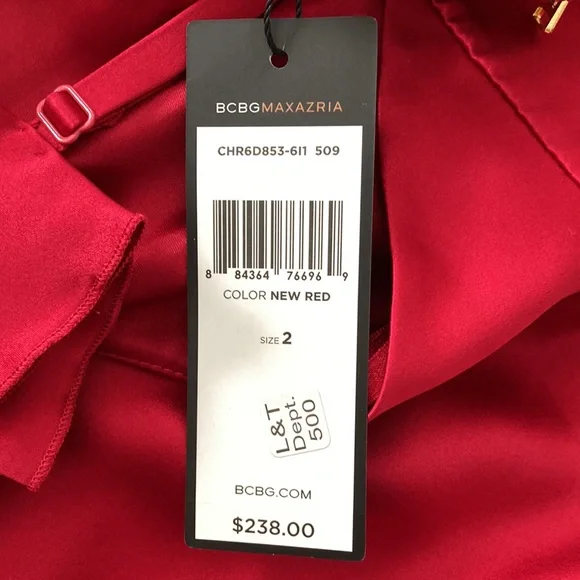 BCBGMAXAZRIA
CHR6D853-6I1 509
8 84364 76696 9
COLOR NEW RED
SIZE 2
L&T
Dept.
500
BCBG.COM
$238.00